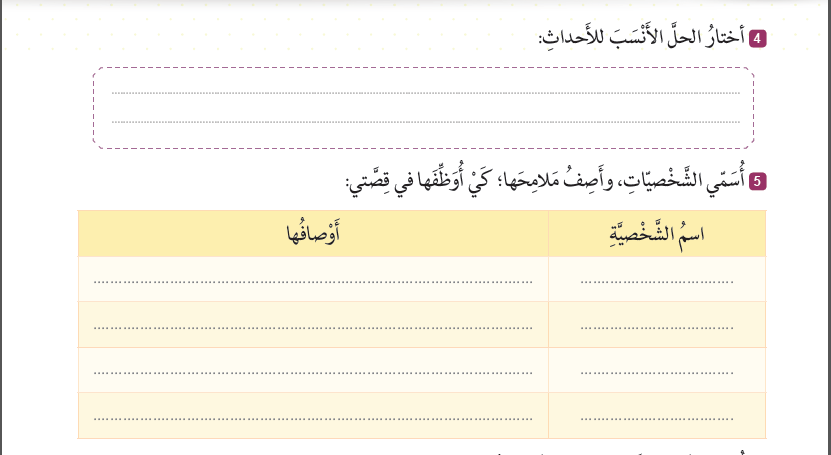 4 أختارُ الحلَّ الأَنْسَبَ للأَحداثِ:
5 أُسَمّي الشَّخْصيّاتِ، وأَصِفُ مَلامِحَها؛ كَيْ أُوَظِّفَها في قِصَّتي:
اسمُ الشَّخْصيَّةِ أَوْصافُها